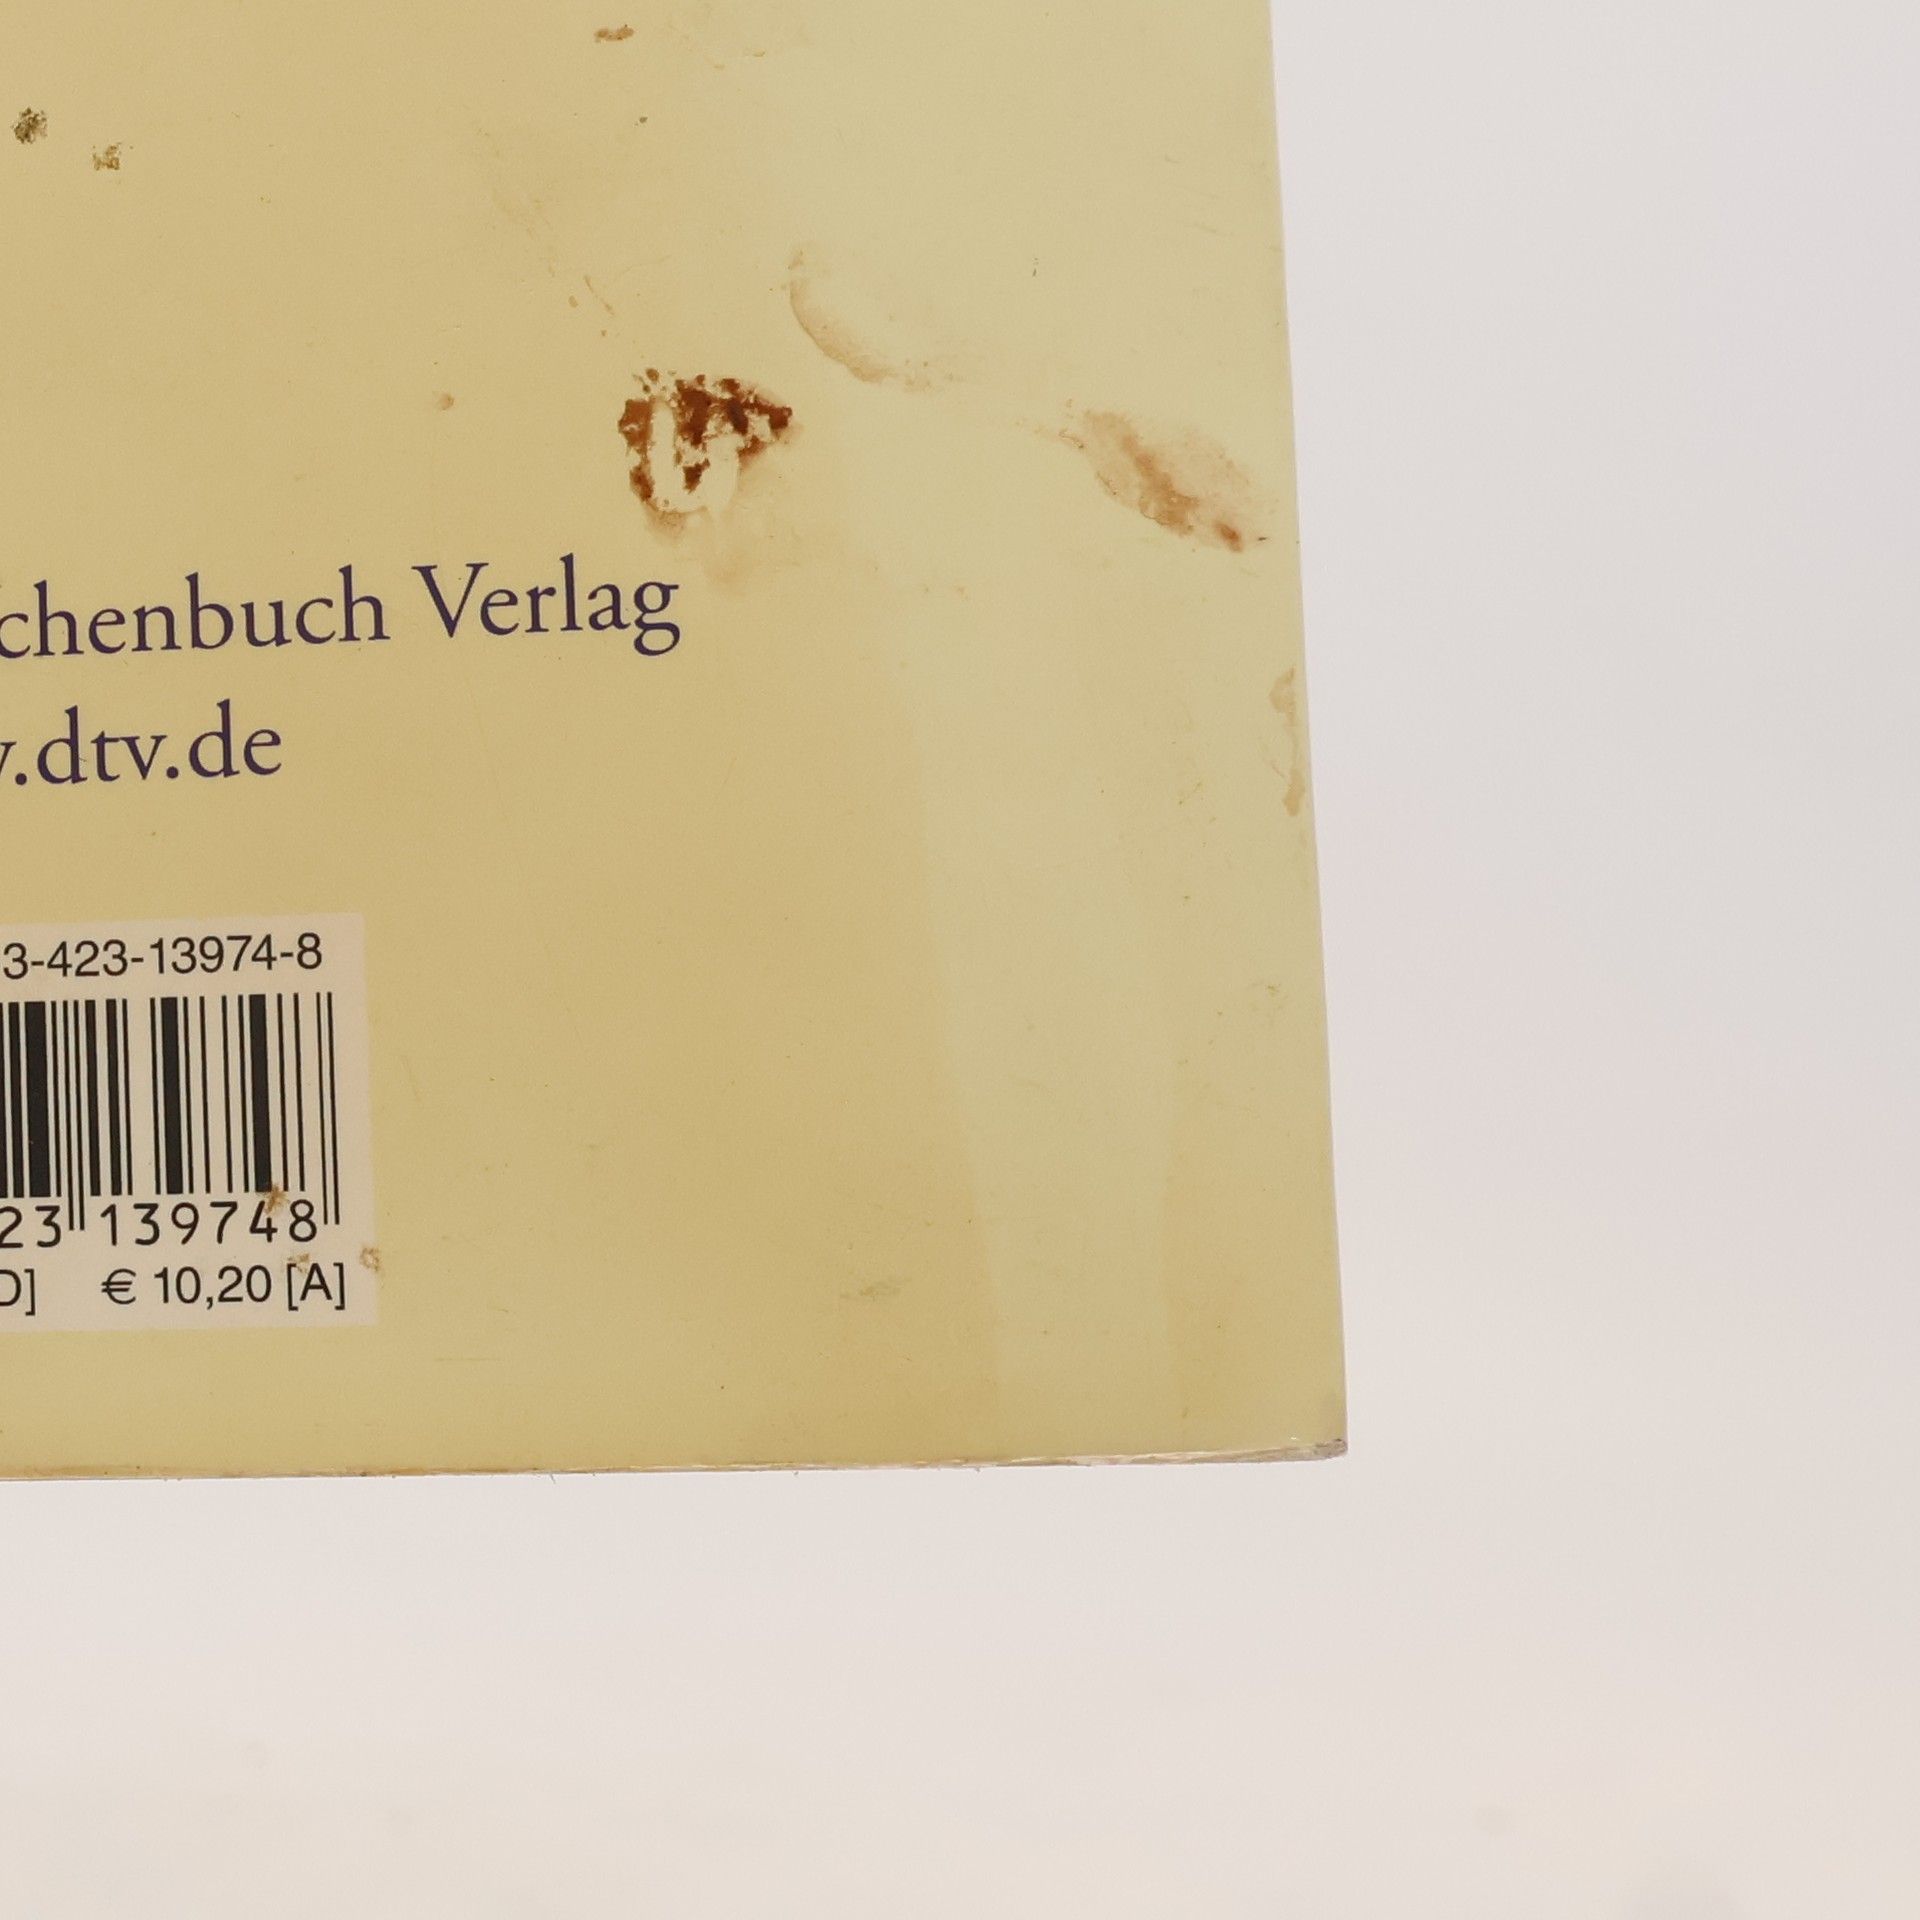 chenbuch Verlag
.dtv.de
3-423-13974-8
23 139748
D] € 10,20 [A]